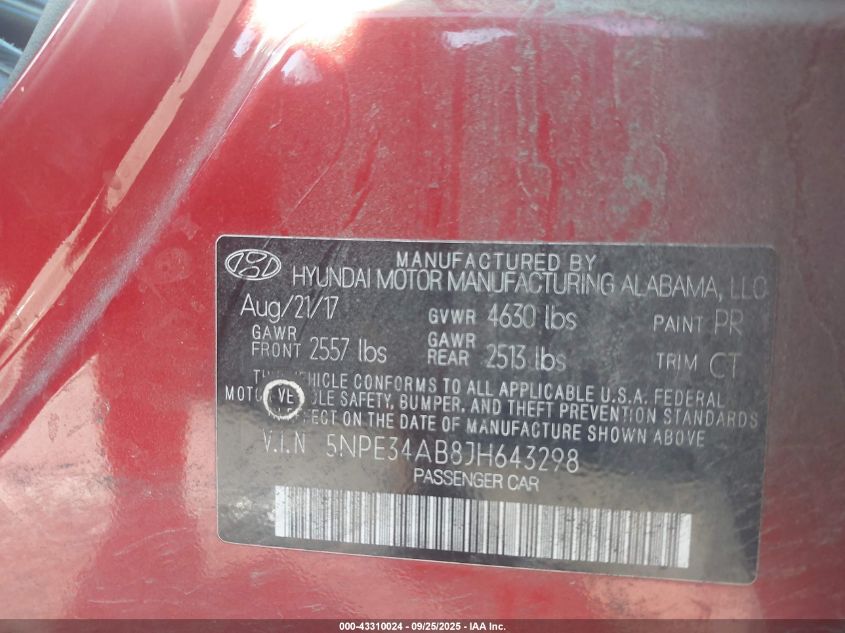 MANUFACTURED BY
HYUNDAI MOTOR MANUFACTURING ALABAMA, LLC
Aug/21/17 GVWR 4630 lbs PAINT PR
GAWR FRONT 2557 lbs GAWR REAR 2513 lbs TRIM CT
VEHICLE CONFORMS TO ALL APPLICABLE U.S.A. FEDERAL
SAFETY, BUMPER, AND THEFT PREVENTION STANDARDS
ON THE DATE OF MANUFACTURE SHOWN ABOVE.
V.I.N 5NPE34AB8JH643298
PASSENGER CAR
000-43310024 - 09/25/2025 - IAA Inc.